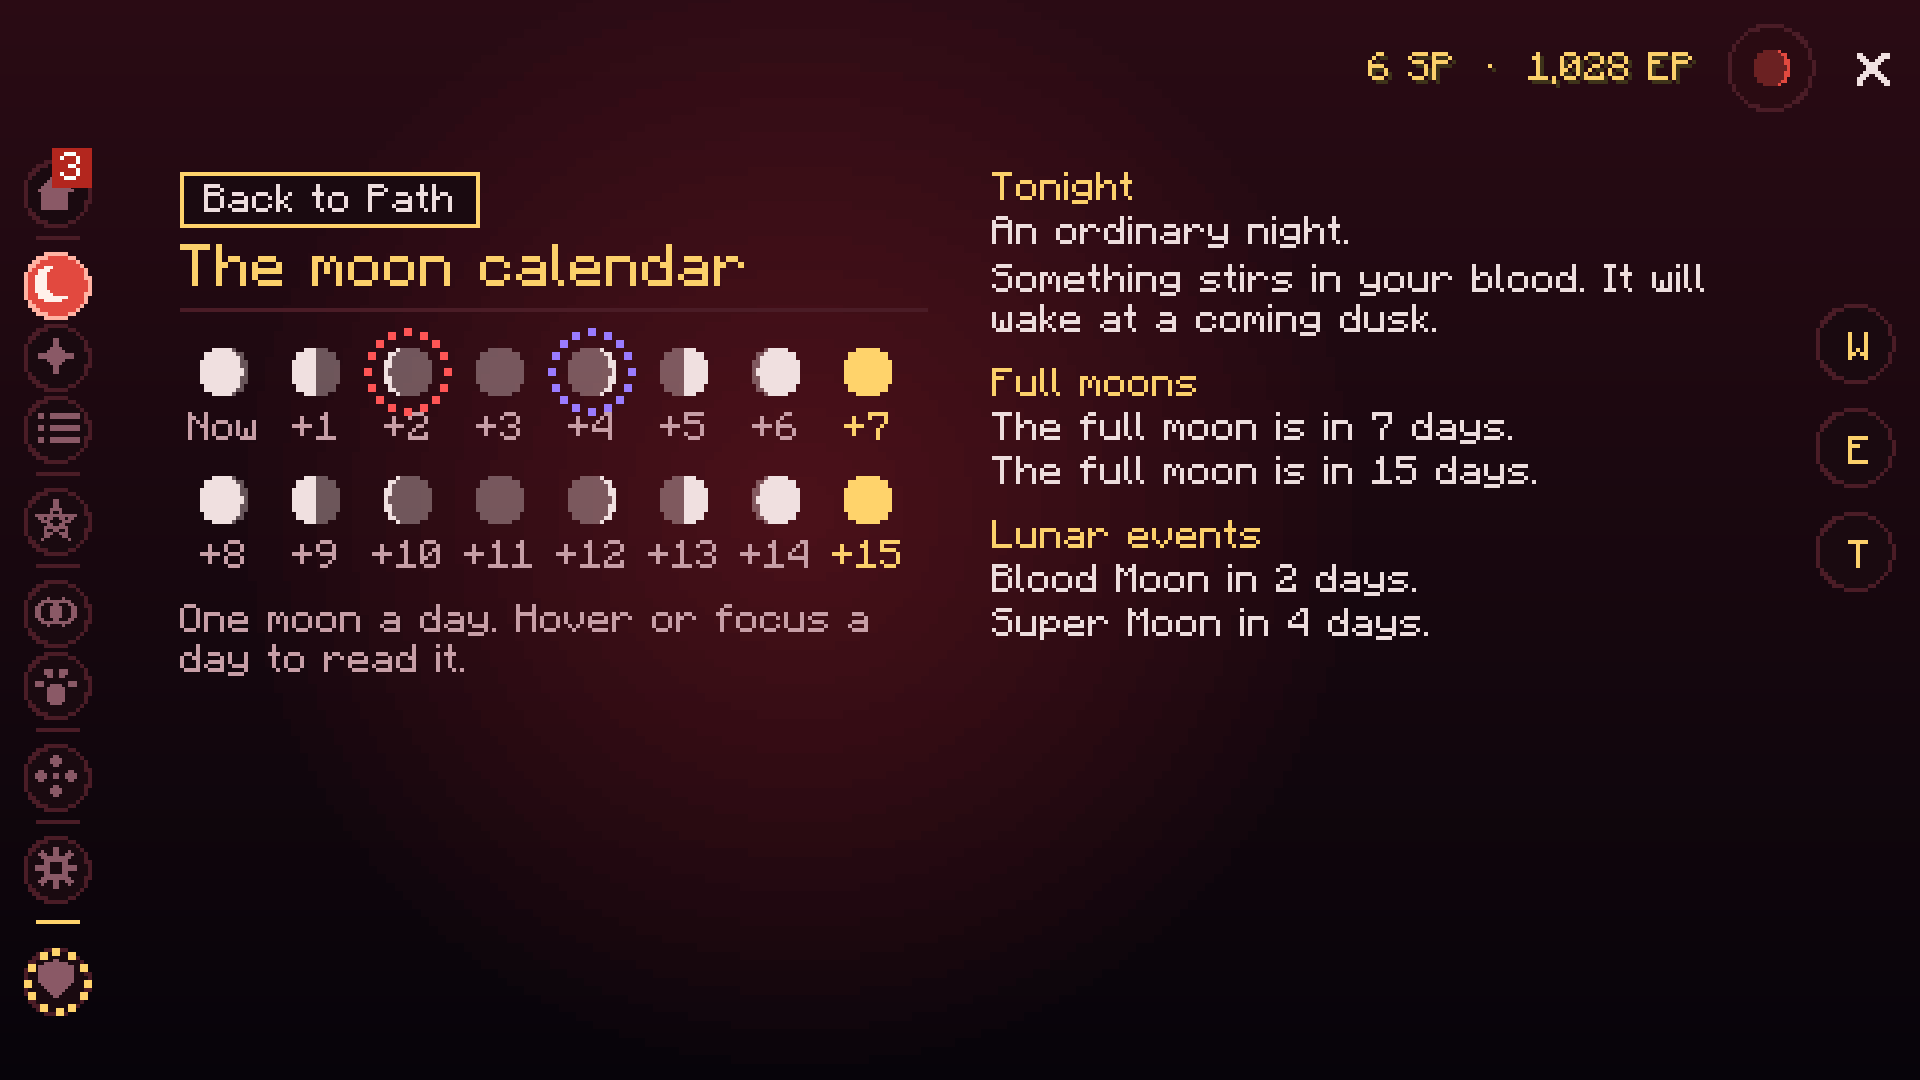 6 SP · 1,028 EP
3
Back to Path
The moon calendar
Now +1 +2 +3 +4 +5 +6 +7
+8 +9 +10 +11 +12 +13 +14 +15
One moon a day. Hover or focus a
day to read it.
Tonight
An ordinary night.
Something stirs in your blood. It will
wake at a coming dusk.
Full moons
The full moon is in 7 days.
The full moon is in 15 days.
Lunar events
Blood Moon in 2 days.
Super Moon in 4 days.
W
E
T